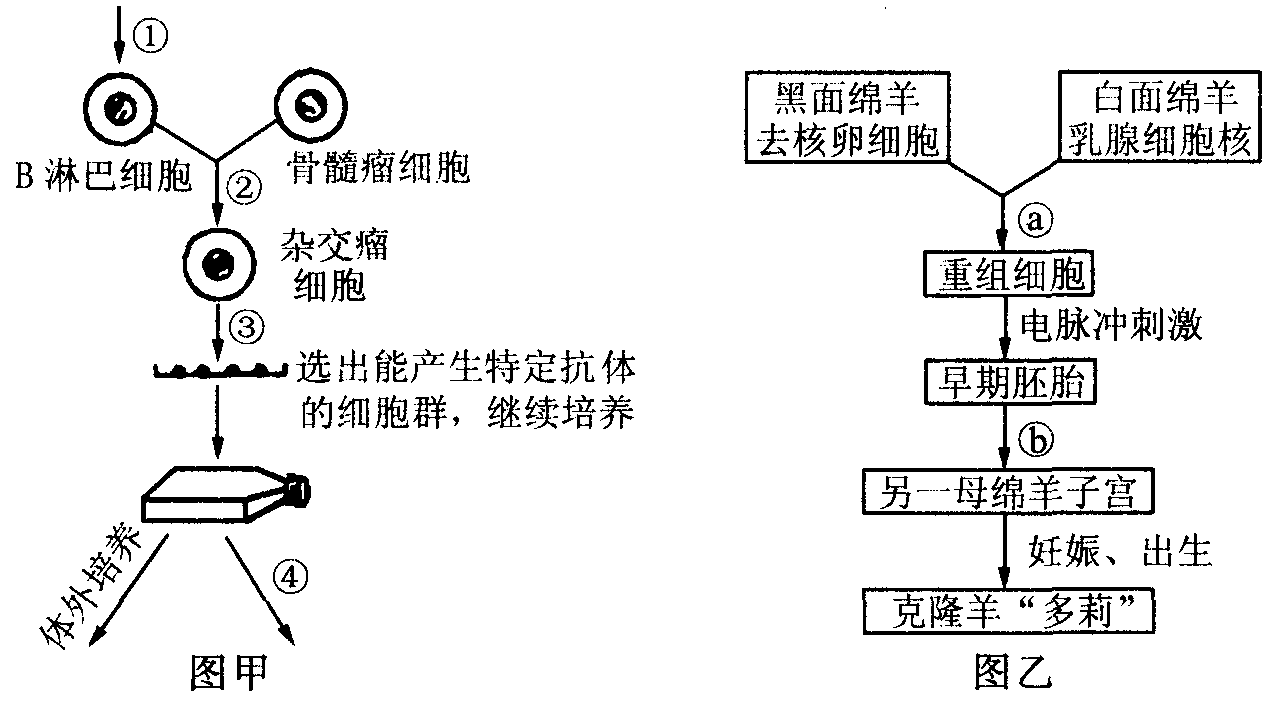 ①
B淋巴细胞
骨髓瘤细胞
②
杂交瘤
细胞
③
选出能产生特定抗体
的细胞群，继续培养
体外培养
④
图甲
黑面绵羊
去核卵细胞
白面绵羊
乳腺细胞核
ⓐ
重组细胞
电脉冲刺激
早期胚胎
ⓑ
另一母绵羊子宫
妊娠、出生
克隆羊“多莉”
图乙